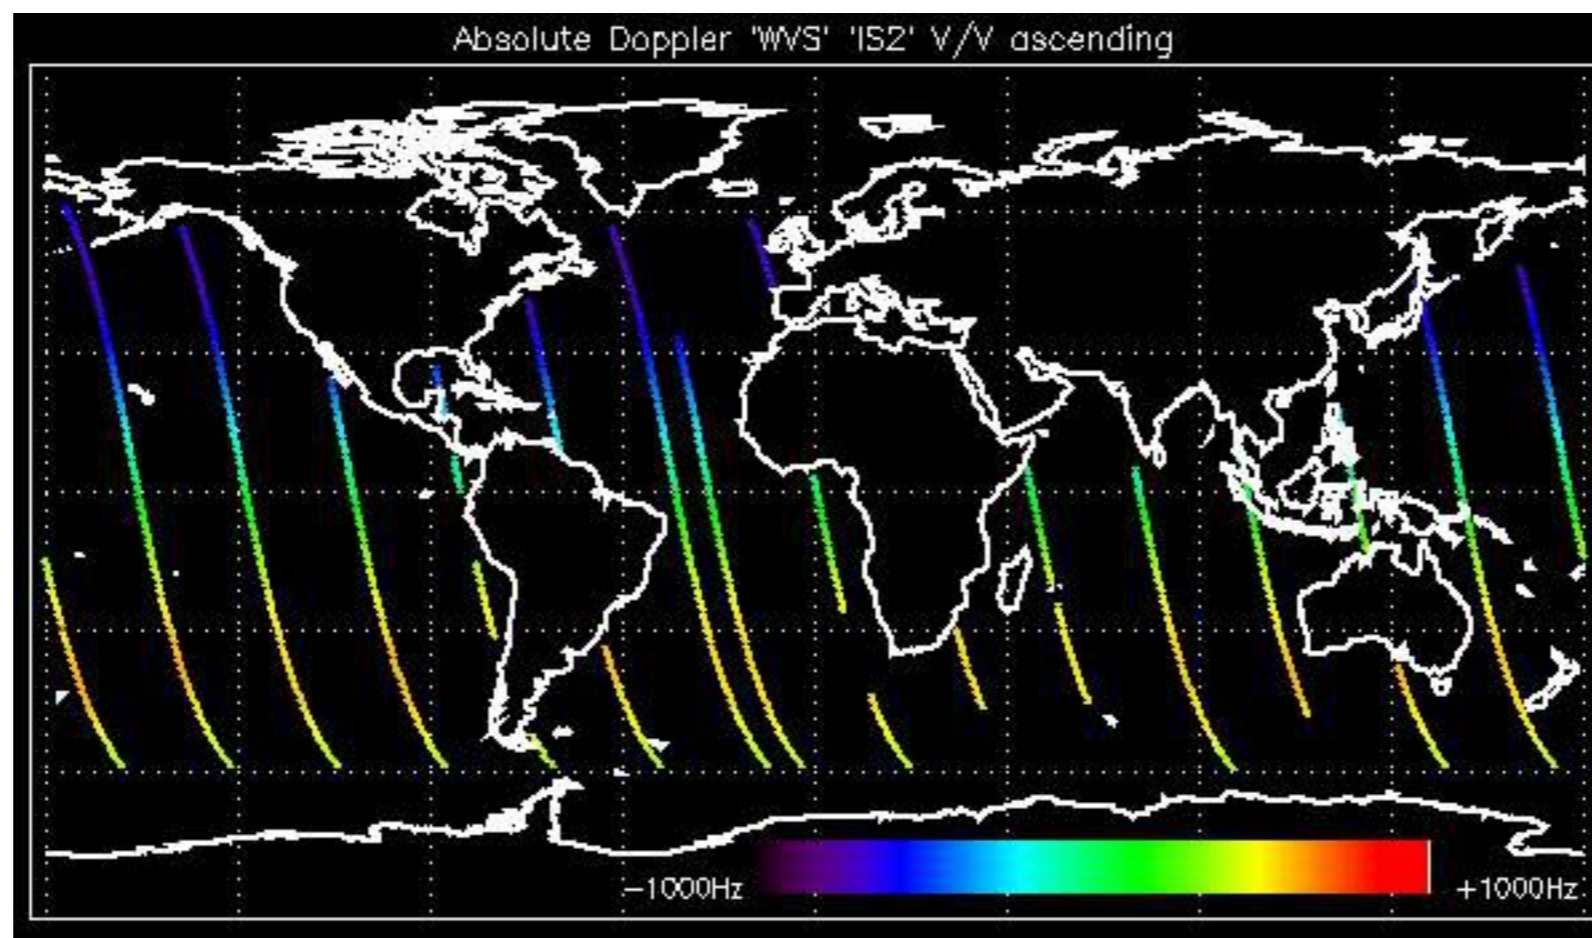 Absolute Doppler 'WVS' 'IS2' V/V ascending
−1000Hz +1000Hz